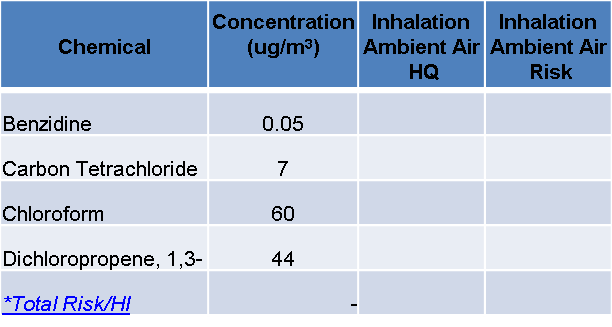 Chemical Concentration (ug/m³) Inhalation Ambient Air HQ Inhalation Ambient Air Risk
Benzidine 0.05
Carbon Tetrachloride 7
Chloroform 60
Dichloropropene, 1,3- 44
*Total Risk/HI -